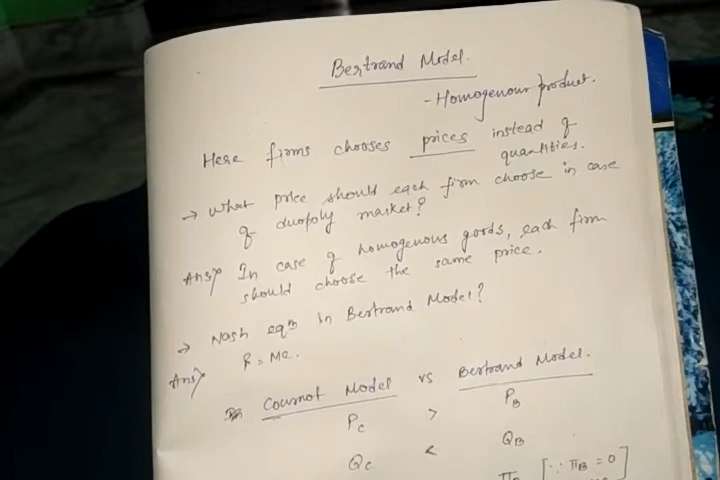 Bertrand Model.
- Homogenous product.
Here firms chooses prices instead of
quantities.
→ What price should each firm choose in case
of duopoly market?
Ans) In case of homogenous goods, each firm
should choose the same price.
→ Nash eqm in Bertrand Model?
Ans) P = MC.
Cournot Model vs Bertrand Model.
Pc > PB
Qc < QB
[∵ πB = 0]